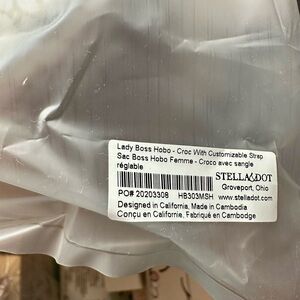 Lady Boss Hobo - Croc With Customizable Strap
Sac Boss Hobo Femme - Croco avec sangle
réglable
STELLA&DOT
Groveport, Ohio
PO# 20203308 HB303MSH www.stelladot.com
Designed in California, Made in Cambodia
Conçu en Californie, Fabriqué en Cambodge